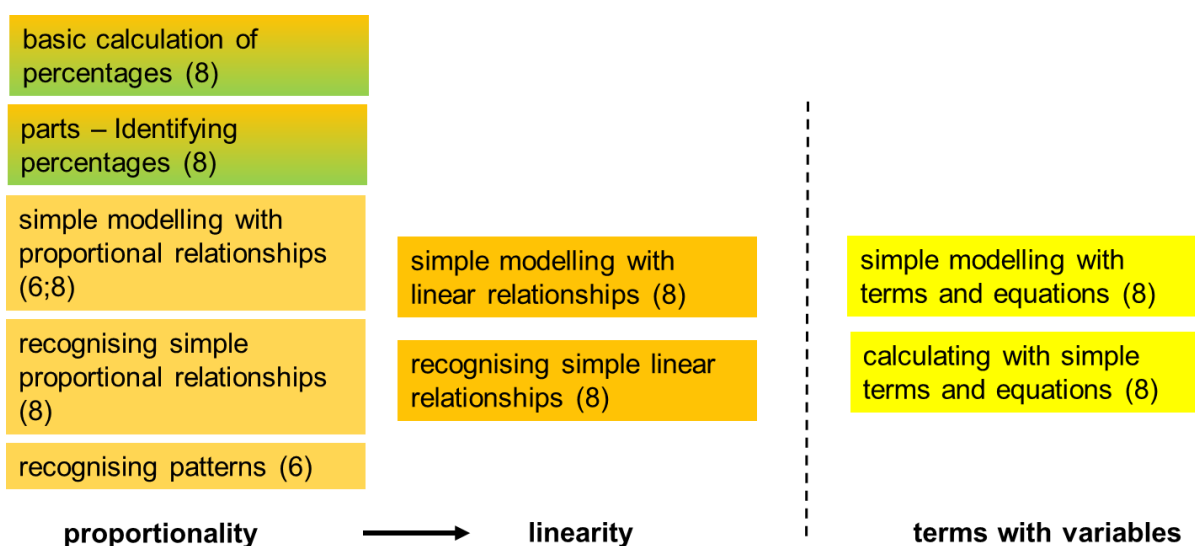 basic calculation of
percentages (8)
parts – Identifying
percentages (8)
simple modelling with
proportional relationships
(6;8)
recognising simple
proportional relationships
(8)
recognising patterns (6)
proportionality
simple modelling with
linear relationships (8)
recognising simple linear
relationships (8)
linearity
simple modelling with
terms and equations (8)
calculating with simple
terms and equations (8)
terms with variables